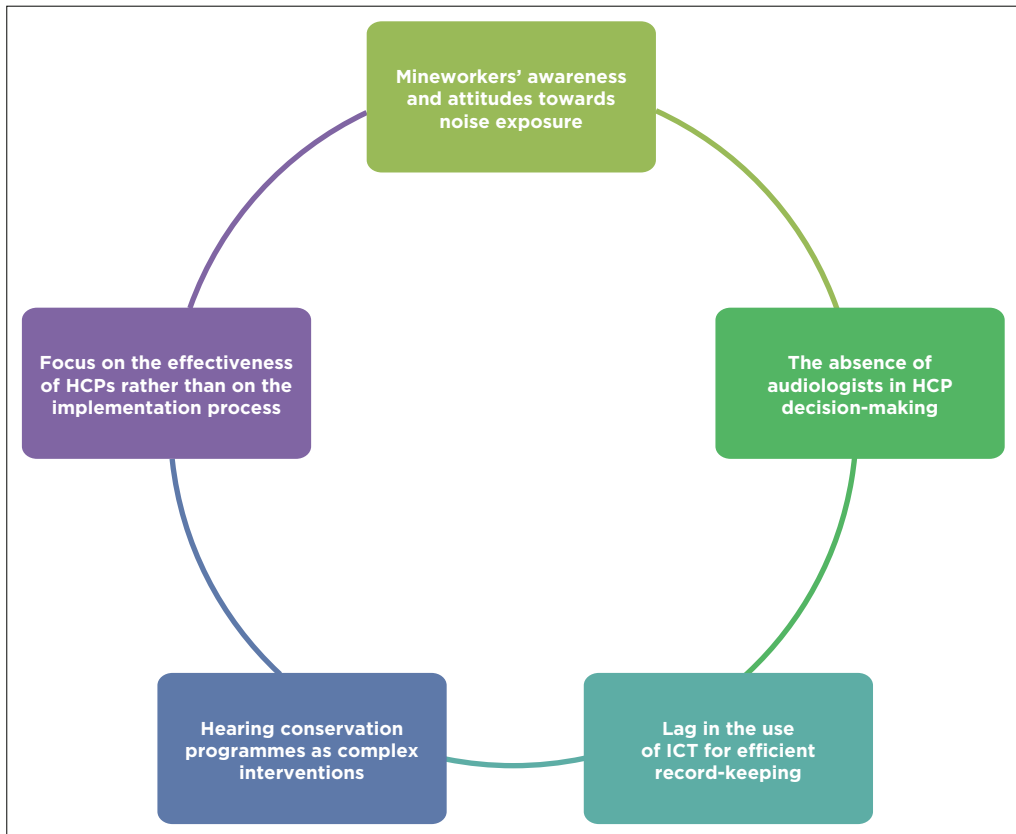 Mineworkers’ awareness
and attitudes towards
noise exposure
The absence of
audiologists in HCP
decision-making
Lag in the use
of ICT for efficient
record-keeping
Hearing conservation
programmes as complex
interventions
Focus on the effectiveness
of HCPs rather than on the
implementation process